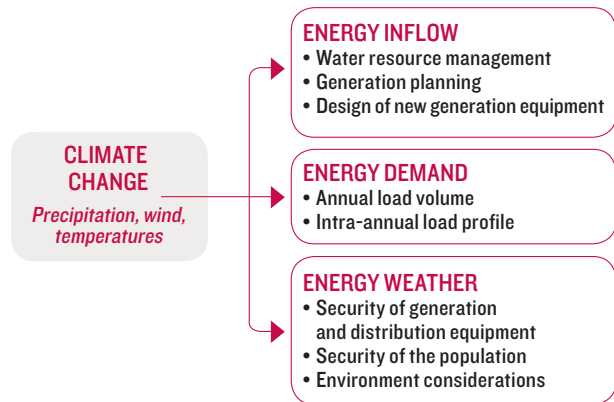 CLIMATE
CHANGE
Precipitation, wind,
temperatures
ENERGY INFLOW
• Water resource management
• Generation planning
• Design of new generation equipment
ENERGY DEMAND
• Annual load volume
• Intra-annual load profile
ENERGY WEATHER
• Security of generation
and distribution equipment
• Security of the population
• Environment considerations